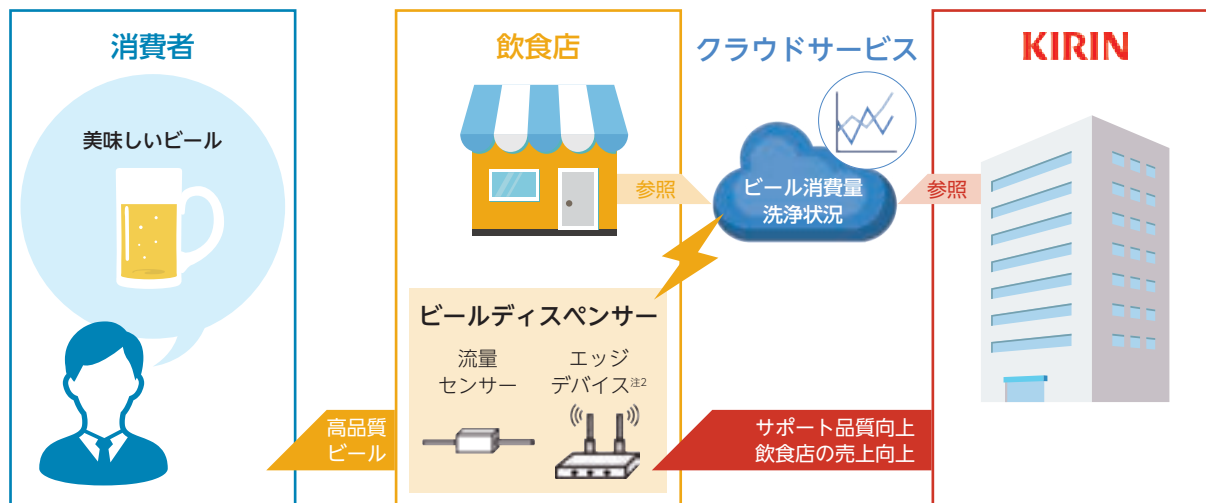 消費者
美味しいビール
飲食店
クラウドサービス
KIRIN
参照
ビール消費量
洗浄状況
参照
ビールディスペンサー
流量
センサー
エッジ
デバイス注2
高品質
ビール
サポート品質向上
飲食店の売上向上